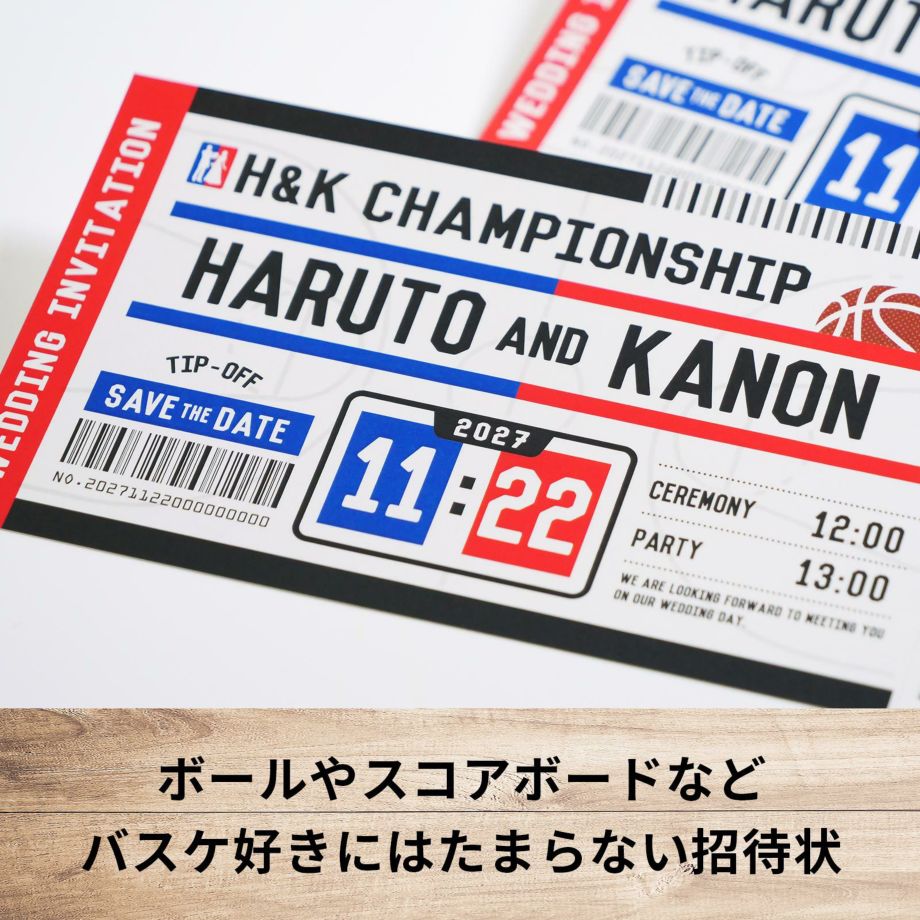 WEDDING INVITATION
H&K CHAMPIONSHIP
HARUTO AND KANON
TIP-OFF
SAVE THE DATE
No.20271122000000000
2027
11:22
CEREMONY 12:00
PARTY 13:00
WE ARE LOOKING FORWARD TO MEETING YOU
ON OUR WEDDING DAY.
WEDDING I
HARUT
TIP-OFF
SAVE THE DATE
11
ボールやスコアボードなど
バスケ好きにはたまらない招待状